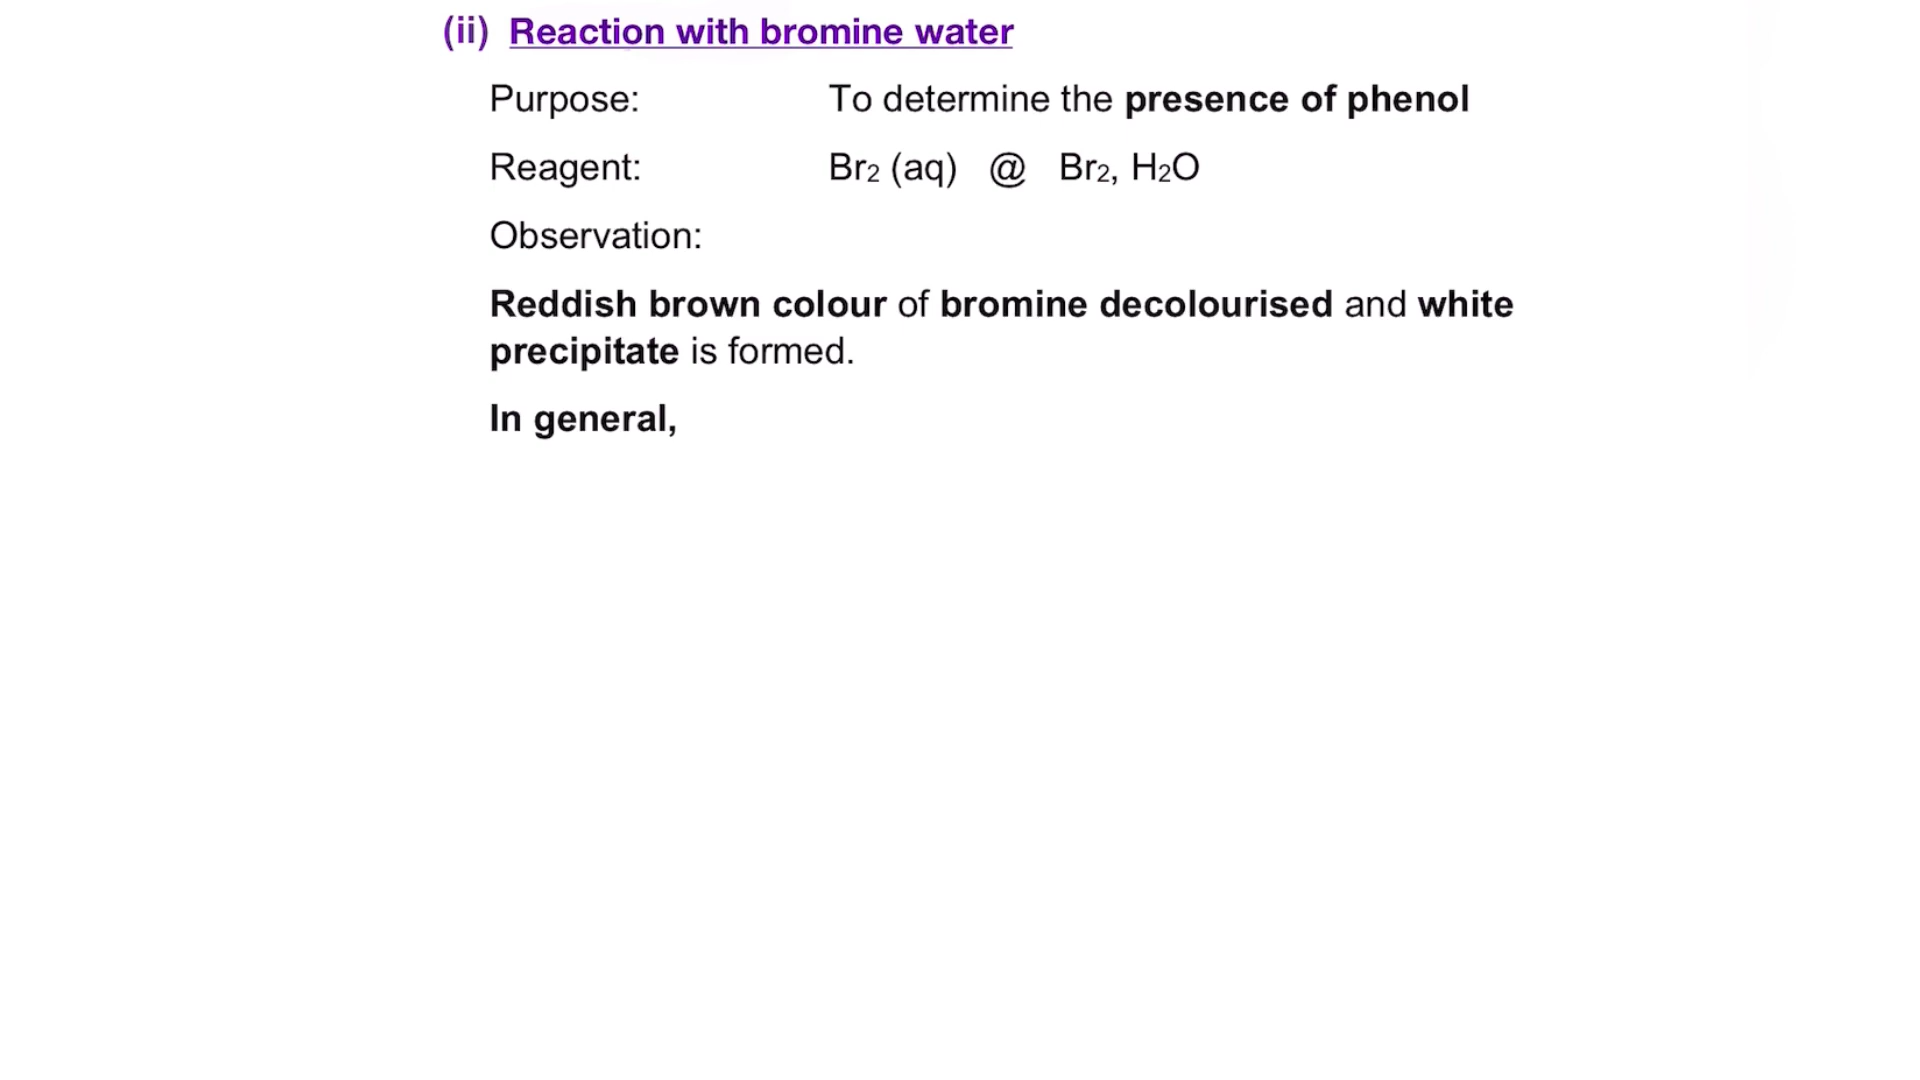 (ii) Reaction with bromine water
Purpose: To determine the presence of phenol
Reagent: Br₂ (aq) @ Br₂, H₂O
Observation:
Reddish brown colour of bromine decolourised and white
precipitate is formed.
In general,